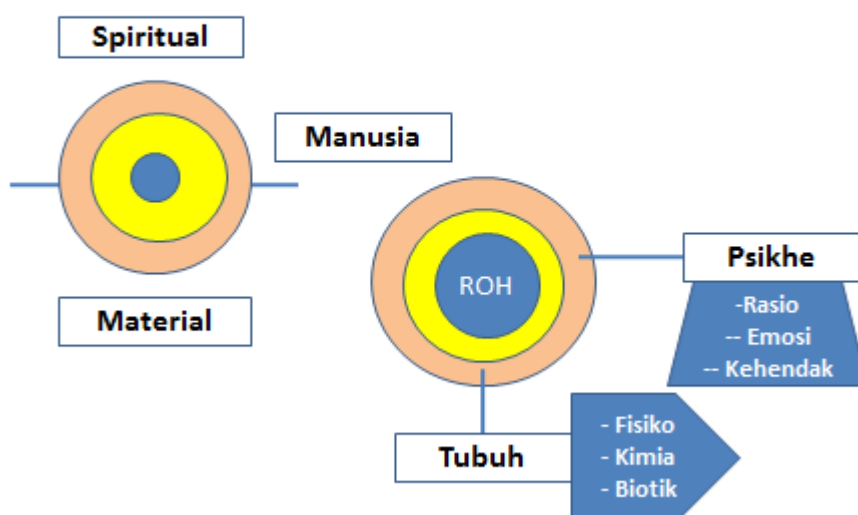 Spiritual
Manusia
Material
ROH
Psikhe
-Rasio
-- Emosi
-- Kehendak
Tubuh
- Fisiko
- Kimia
- Biotik